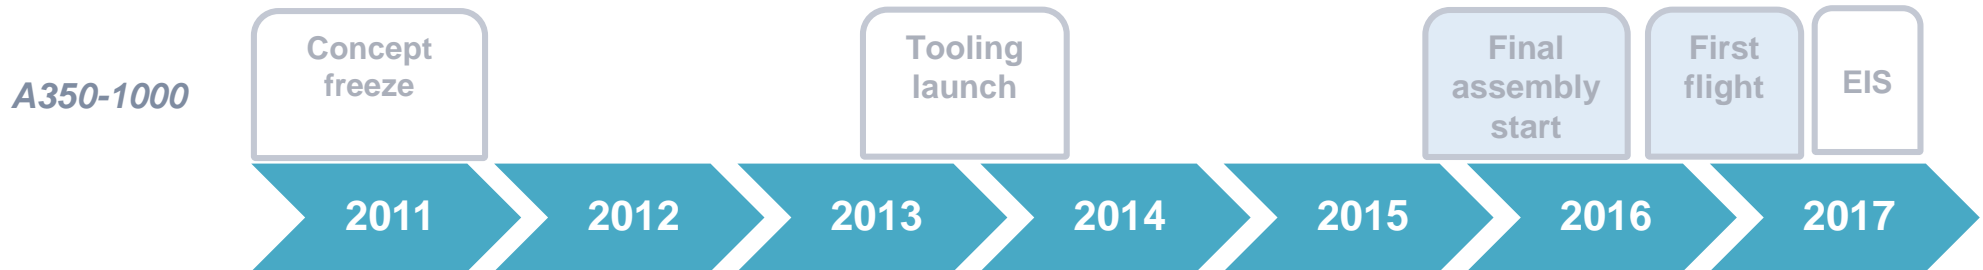 A350-1000
Concept
freeze
Tooling
launch
Final
assembly
start
First
flight
EIS
2011
2012
2013
2014
2015
2016
2017